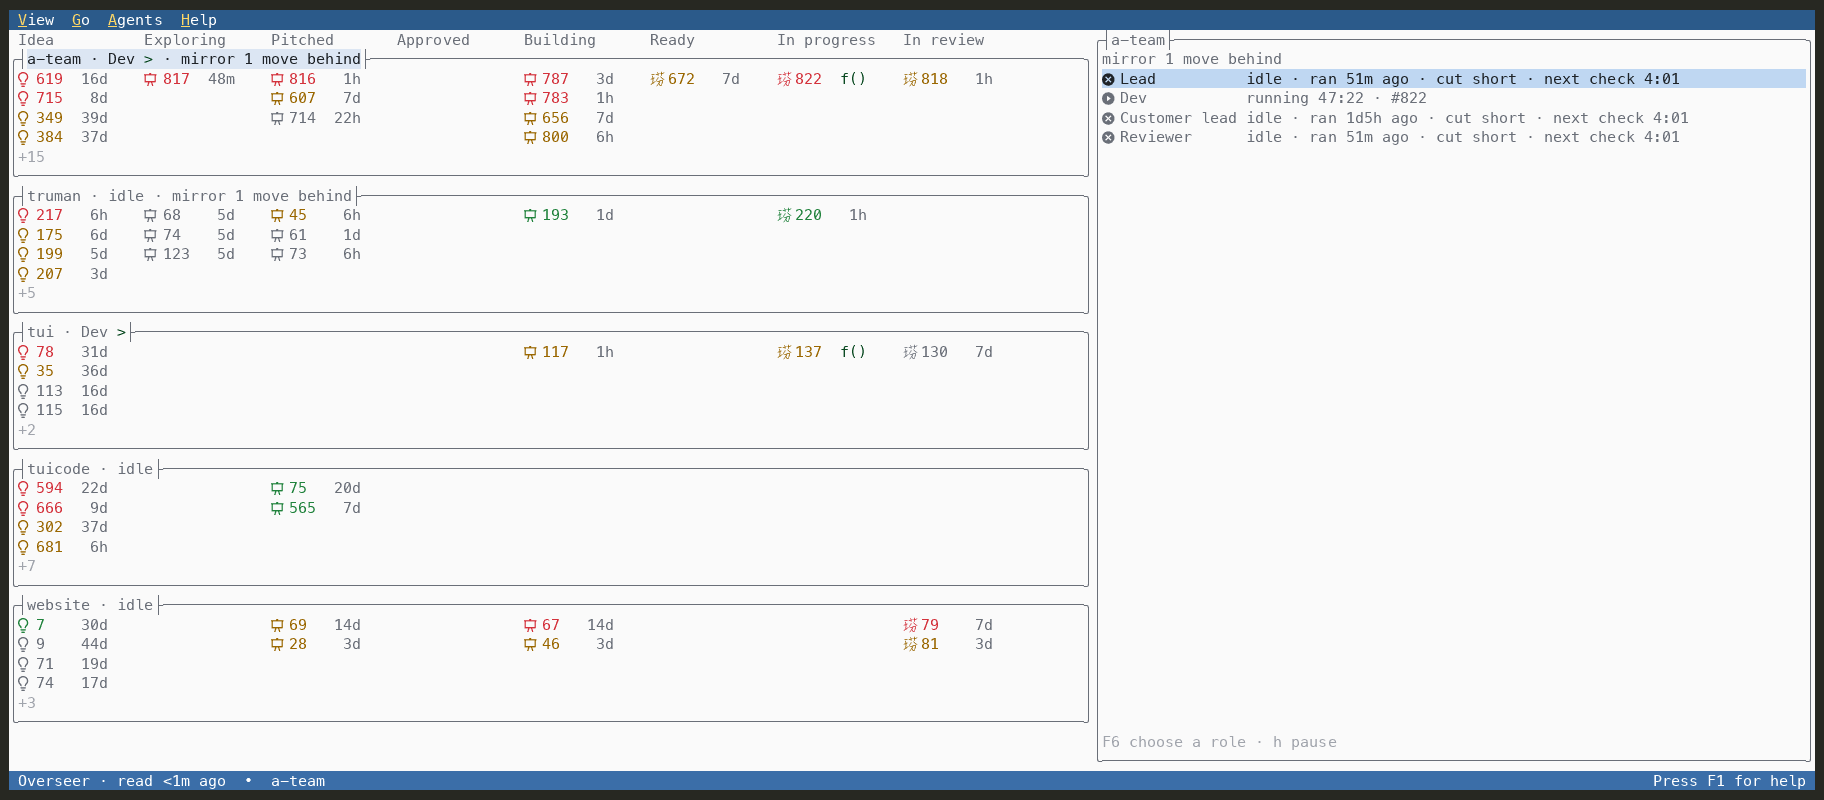 View  Go  Agents  Help
Idea  Exploring  Pitched  Approved  Building  Ready  In progress  In review
a-team · Dev > · mirror 1 move behind
619 16d  817 48m  816 1h  787 3d  672 7d  822 f()  818 1h
715 8d  607 7d  783 1h
349 39d  714 22h  656 7d
384 37d  800 6h
+15
truman · idle · mirror 1 move behind
217 6h  68 5d  45 6h  193 1d  220 1h
175 6d  74 5d  61 1d
199 5d  123 5d  73 6h
207 3d
+5
tui · Dev >
78 31d  117 1h  137 f()  130 7d
35 36d
113 16d
115 16d
+2
tuicode · idle
594 22d  75 20d
666 9d  565 7d
302 37d
681 6h
+7
website · idle
7 30d  69 14d  67 14d  79 7d
9 44d  28 3d  46 3d  81 3d
71 19d
74 17d
+3
a-team
mirror 1 move behind
Lead  idle · ran 51m ago · cut short · next check 4:01
Dev  running 47:22 · #822
Customer lead idle · ran 1d5h ago · cut short · next check 4:01
Reviewer  idle · ran 51m ago · cut short · next check 4:01
F6 choose a role · h pause
Overseer · read <1m ago • a-team  Press F1 for help